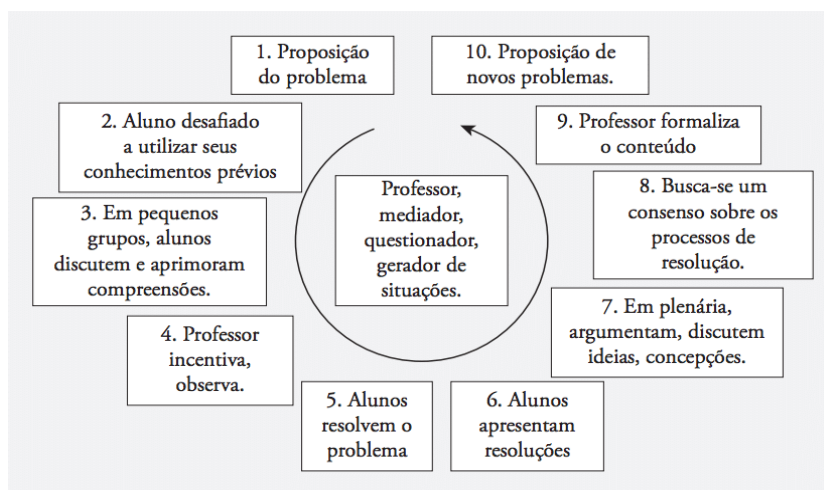 1. Proposição
do problema
2. Aluno desafiado
a utilizar seus
conhecimentos prévios
3. Em pequenos
grupos, alunos
discutem e aprimoram
compreensões.
4. Professor
incentiva,
observa.
5. Alunos
resolvem o
problema
6. Alunos
apresentam
resoluções
7. Em plenária,
argumentam, discutem
ideias, concepções.
8. Busca-se um
consenso sobre os
processos de
resolução.
9. Professor formaliza
o conteúdo
10. Proposição de
novos problemas.
Professor,
mediador,
questionador,
gerador de
situações.